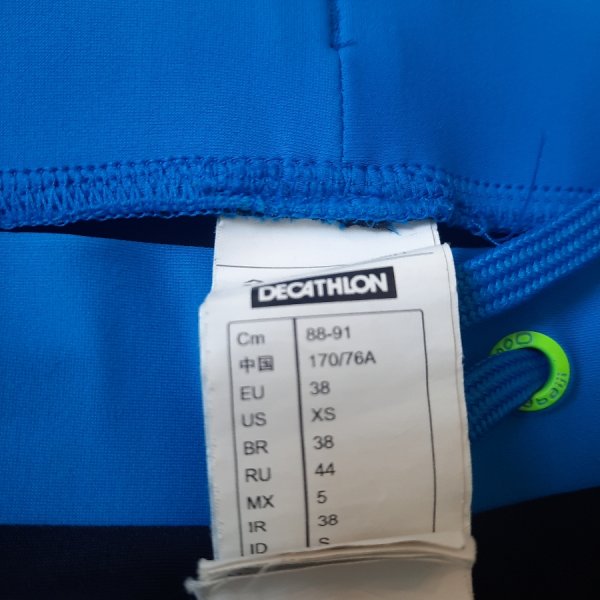 DECATHLON
Cm 88-91
中国 170/76A
EU 38
US XS
BR 38
RU 44
MX 5
IR 38
ID S